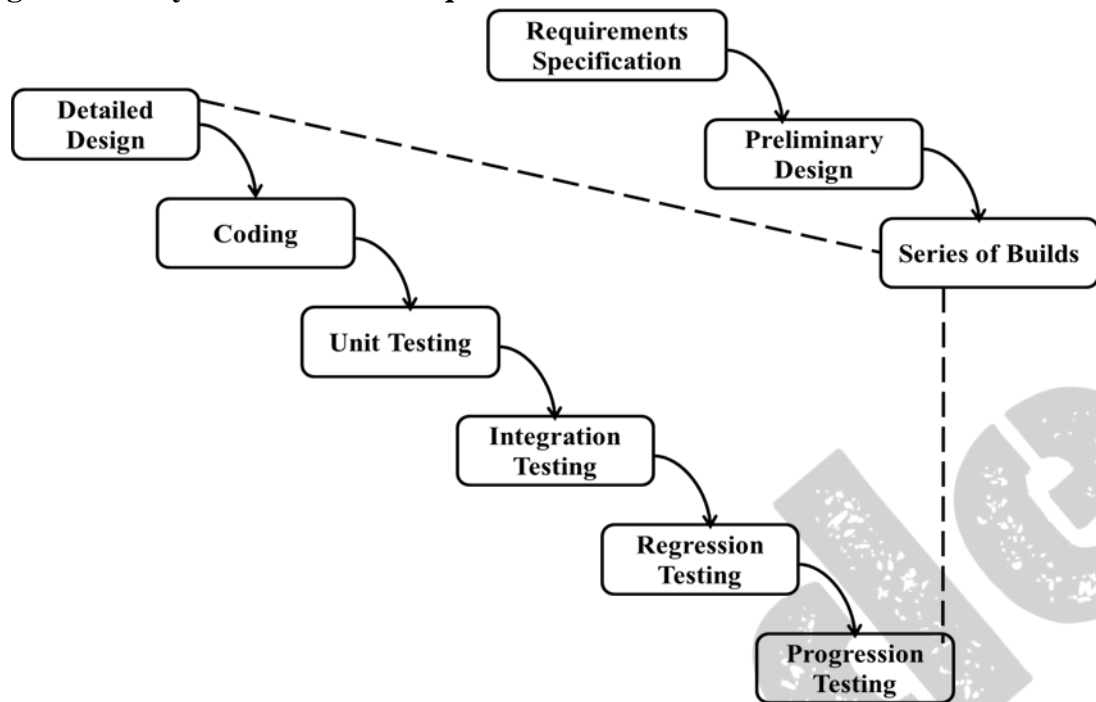 Requirements
Specification
Detailed
Design
Preliminary
Design
Coding
Series of Builds
Unit Testing
Integration
Testing
Regression
Testing
Progression
Testing